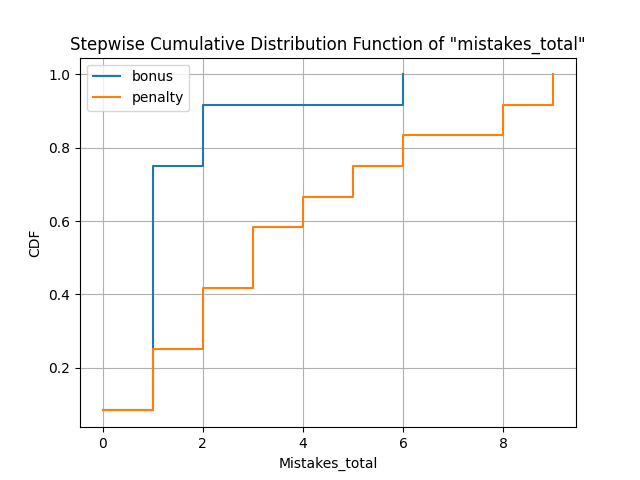 Stepwise Cumulative Distribution Function of "mistakes_total"
bonus
penalty
1.0
0.8
0.6
0.4
0.2
CDF
0
2
4
6
8
Mistakes_total